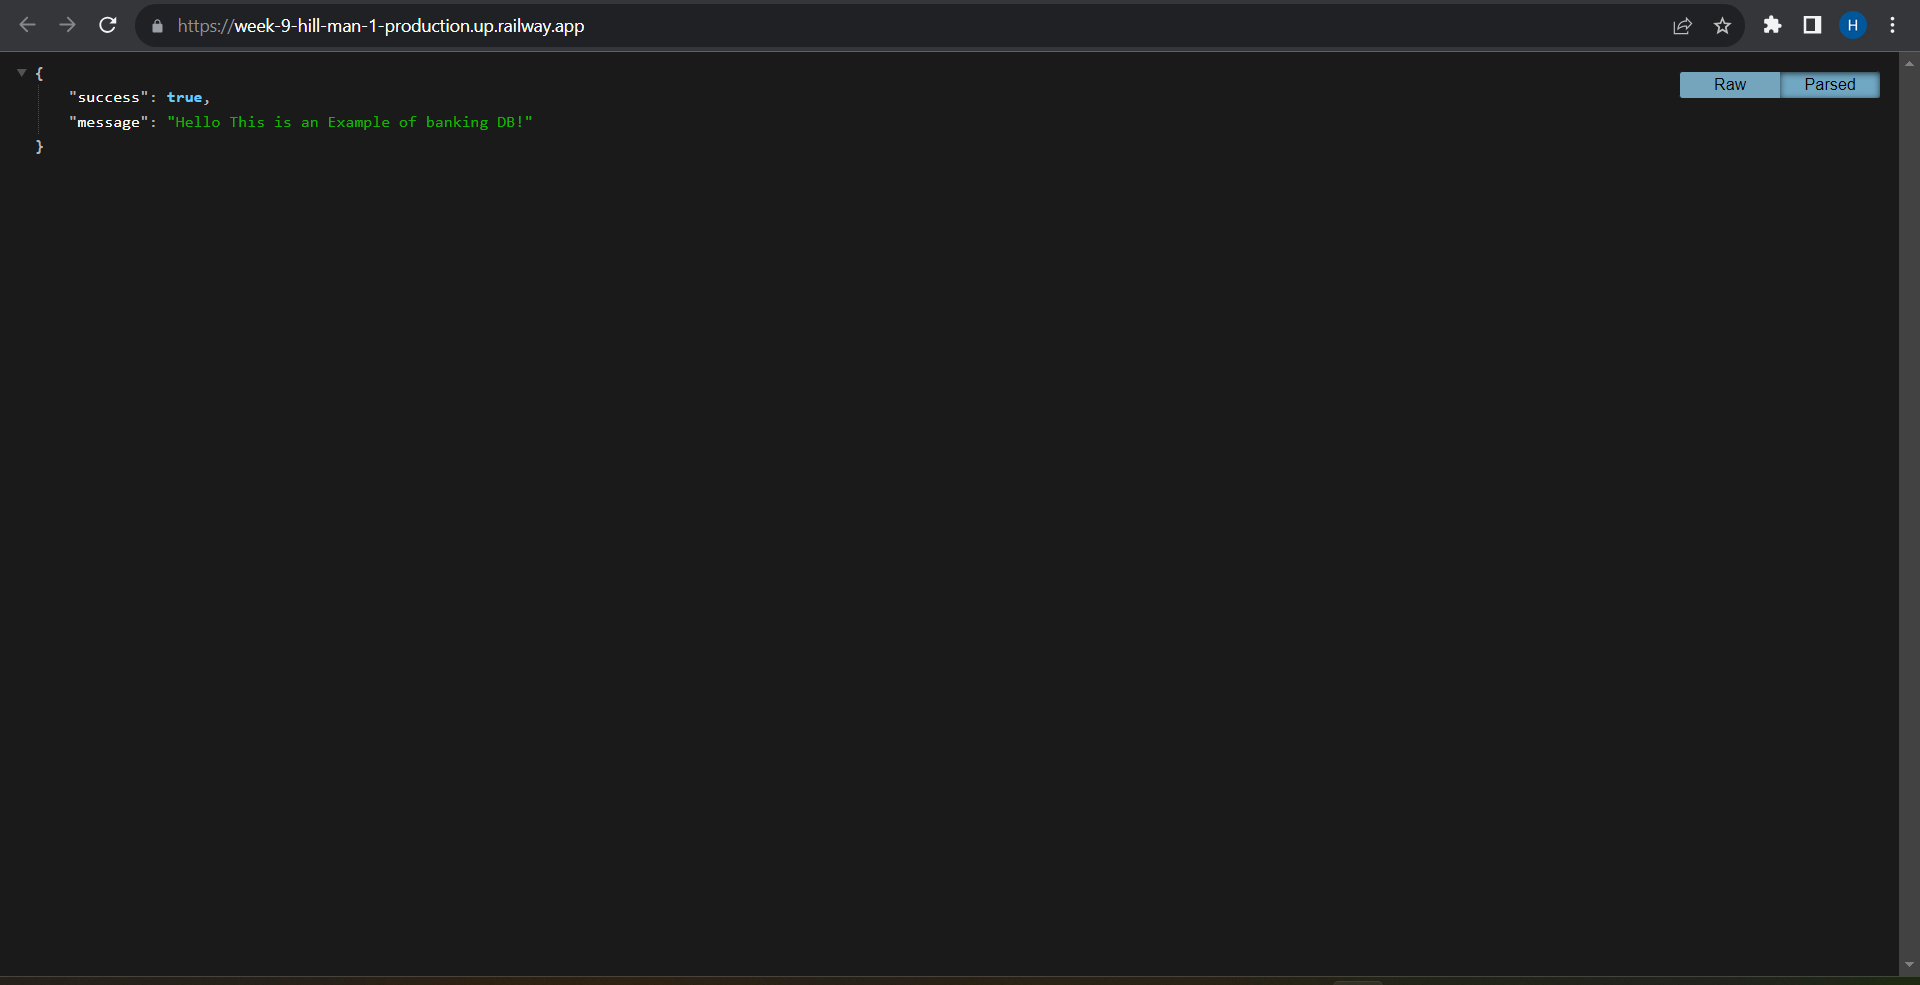 https://week-9-hill-man-1-production.up.railway.app
H
Raw Parsed
{
"success": true,
"message": "Hello This is an Example of banking DB!"
}